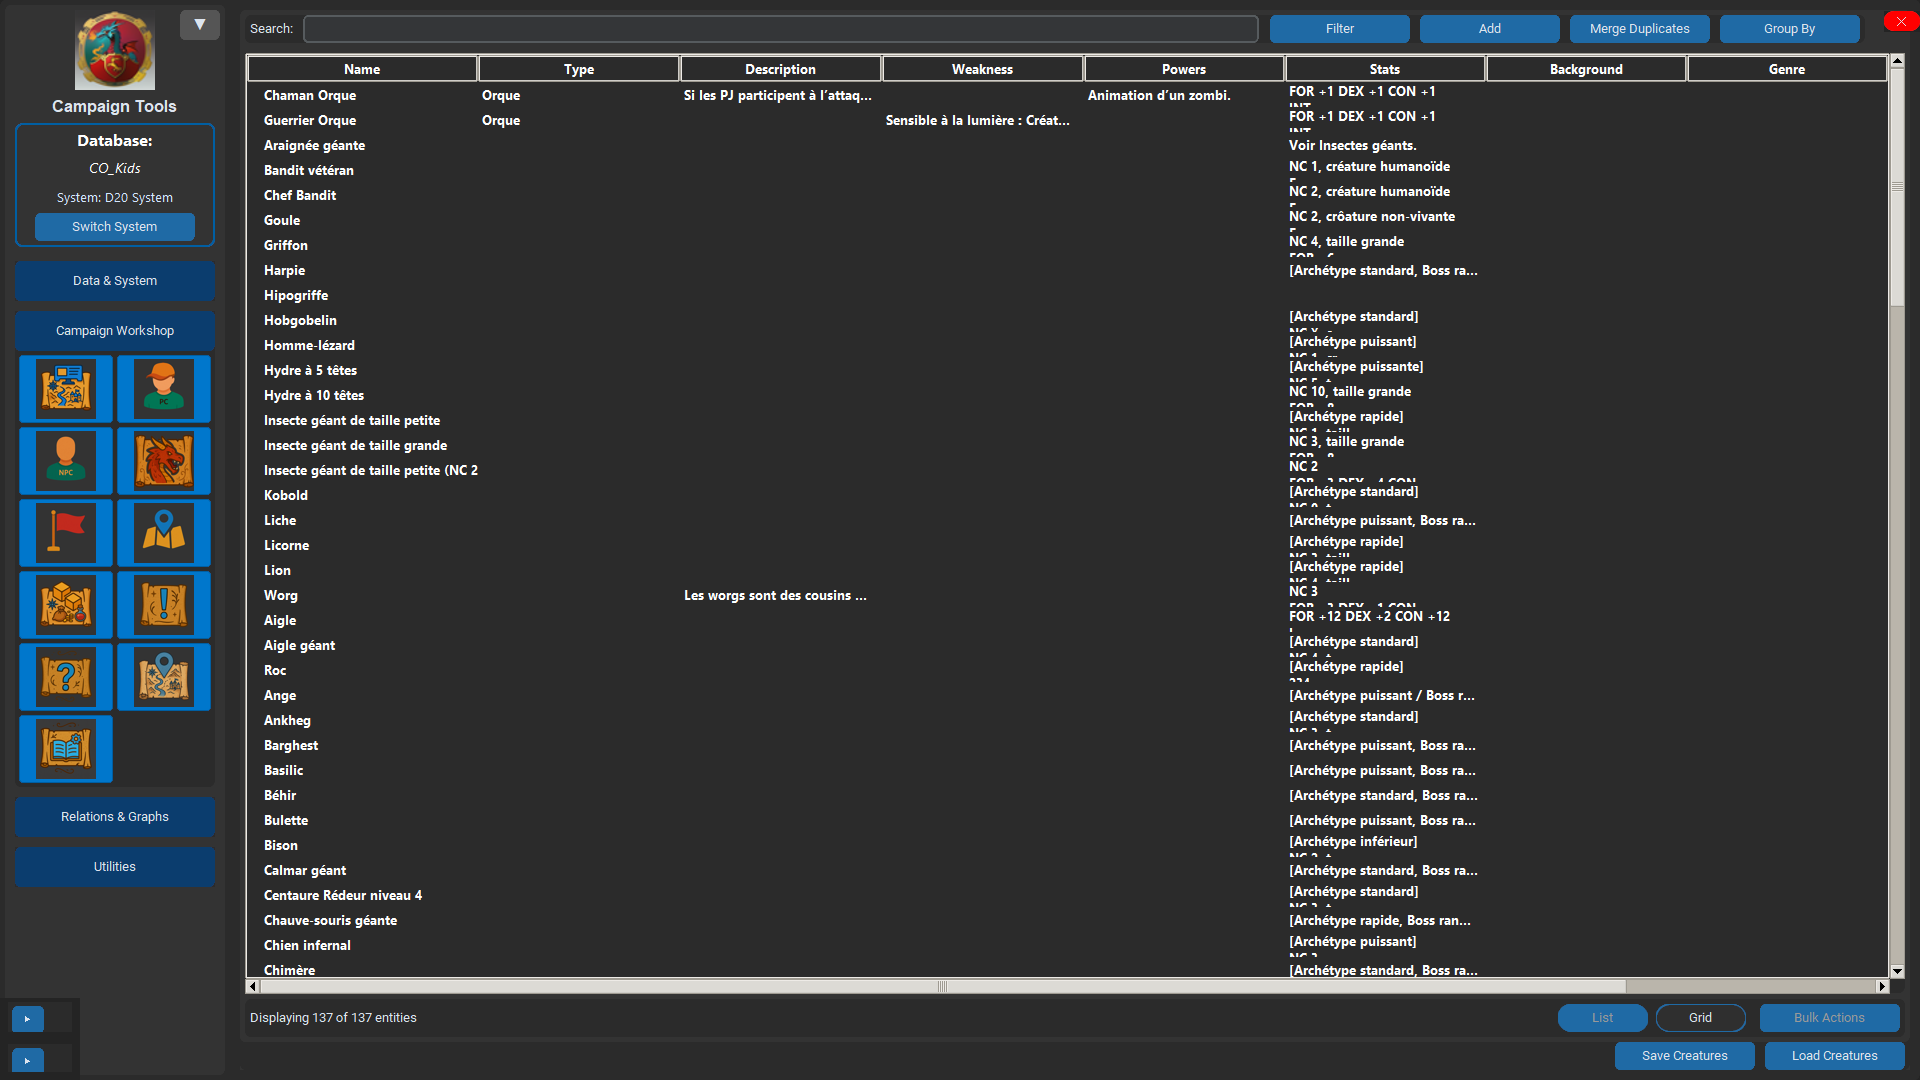 ▼
Campaign Tools
Database:
CO_Kids
System: D20 System
Switch System
Data & System
Campaign Workshop
PC
NPC
Relations & Graphs
Utilities
Search:
Filter Add Merge Duplicates Group By
Name Type Description Weakness Powers Stats Background Genre
Chaman Orque Orque Si les PJ participent à l’attaq... Animation d’un zombi. FOR +1 DEX +1 CON +1
Guerrier Orque Orque Sensible à la lumière : Créat... FOR +1 DEX +1 CON +1
Araignée géante Voir Insectes géants.
Bandit vétéran NC 1, créature humanoïde
Chef Bandit NC 2, créature humanoïde
Goule NC 2, crôature non-vivante
Griffon NC 4, taille grande
Harpie [Archétype standard, Boss ra...
Hipogriffe
Hobgobelin [Archétype standard]
Homme-lézard [Archétype puissant]
Hydre à 5 têtes [Archétype puissante]
Hydre à 10 têtes NC 10, taille grande
Insecte géant de taille petite [Archétype rapide]
Insecte géant de taille grande NC 3, taille grande
Insecte géant de taille petite (NC 2 NC 2
Kobold [Archétype standard]
Liche [Archétype puissant, Boss ra...
Licorne [Archétype rapide]
Lion [Archétype rapide]
Worg Les worgs sont des cousins ... NC 3
Aigle FOR +12 DEX +2 CON +12
Aigle géant [Archétype standard]
Roc [Archétype rapide]
Ange [Archétype puissant / Boss r...
Ankheg [Archétype standard]
Barghest [Archétype puissant, Boss ra...
Basilic [Archétype puissant, Boss ra...
Béhir [Archétype standard, Boss ra...
Bulette [Archétype puissant, Boss ra...
Bison [Archétype inférieur]
Calmar géant [Archétype standard, Boss ra...
Centaure Rédeur niveau 4 [Archétype standard]
Chauve-souris géante [Archétype rapide, Boss ran...
Chien infernal [Archétype puissant]
Chimère [Archétype standard, Boss ra...
Displaying 137 of 137 entities
List Grid Bulk Actions
Save Creatures Load Creatures